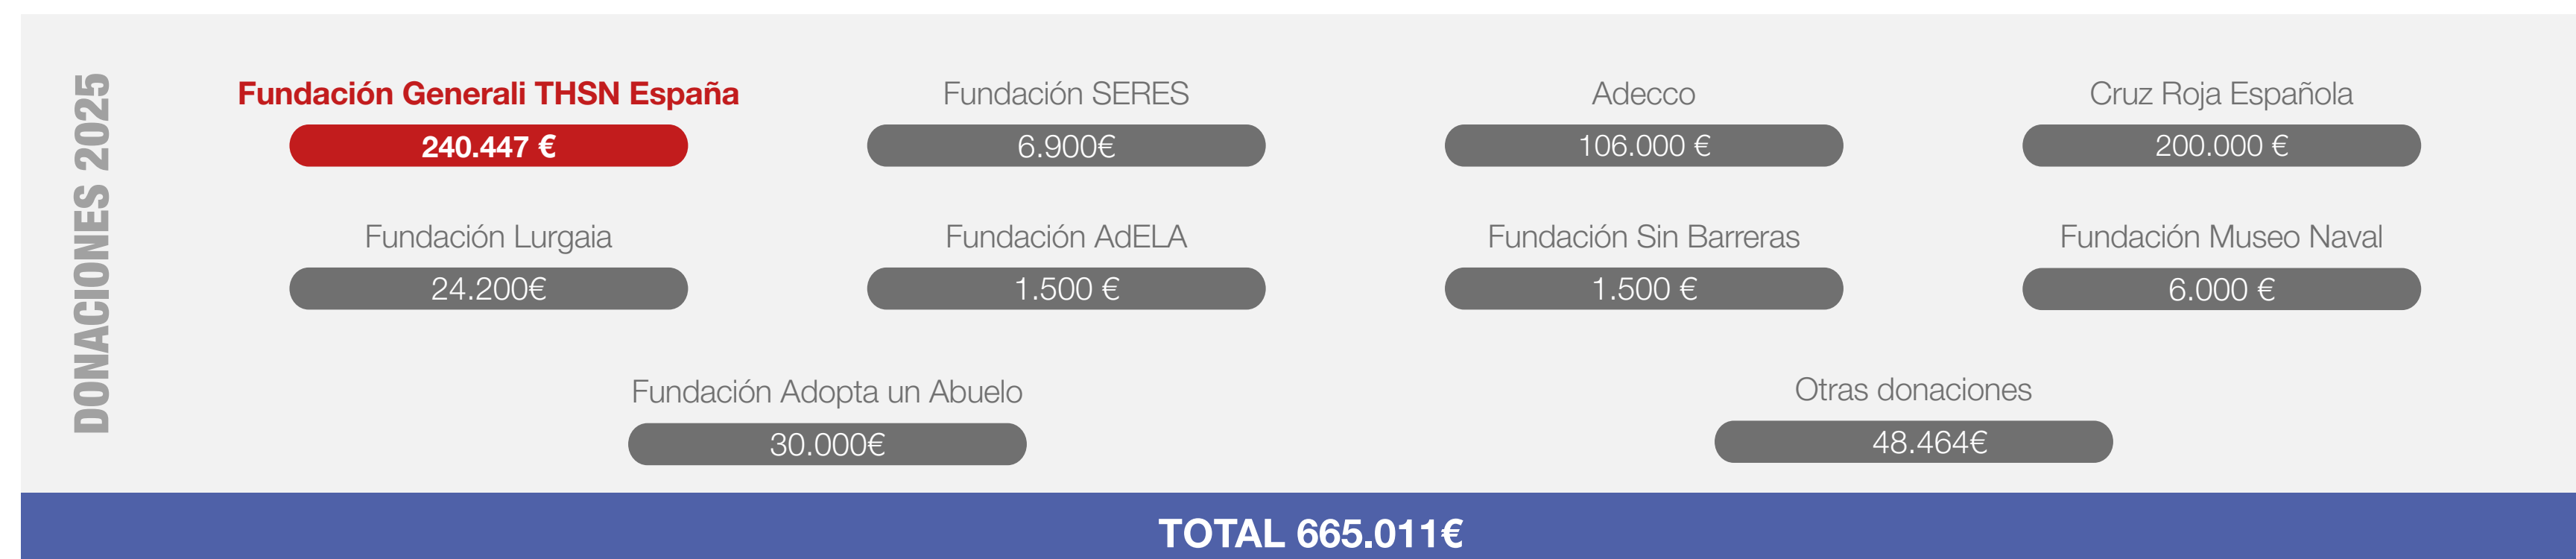 DONACIONES 2025
Fundación Generali THSN España
240.447 €
Fundación SERES
6.900€
Adecco
106.000 €
Cruz Roja Española
200.000 €
Fundación Lurgaia
24.200€
Fundación AdELA
1.500 €
Fundación Sin Barreras
1.500 €
Fundación Museo Naval
6.000 €
Fundación Adopta un Abuelo
30.000€
Otras donaciones
48.464€
TOTAL 665.011€